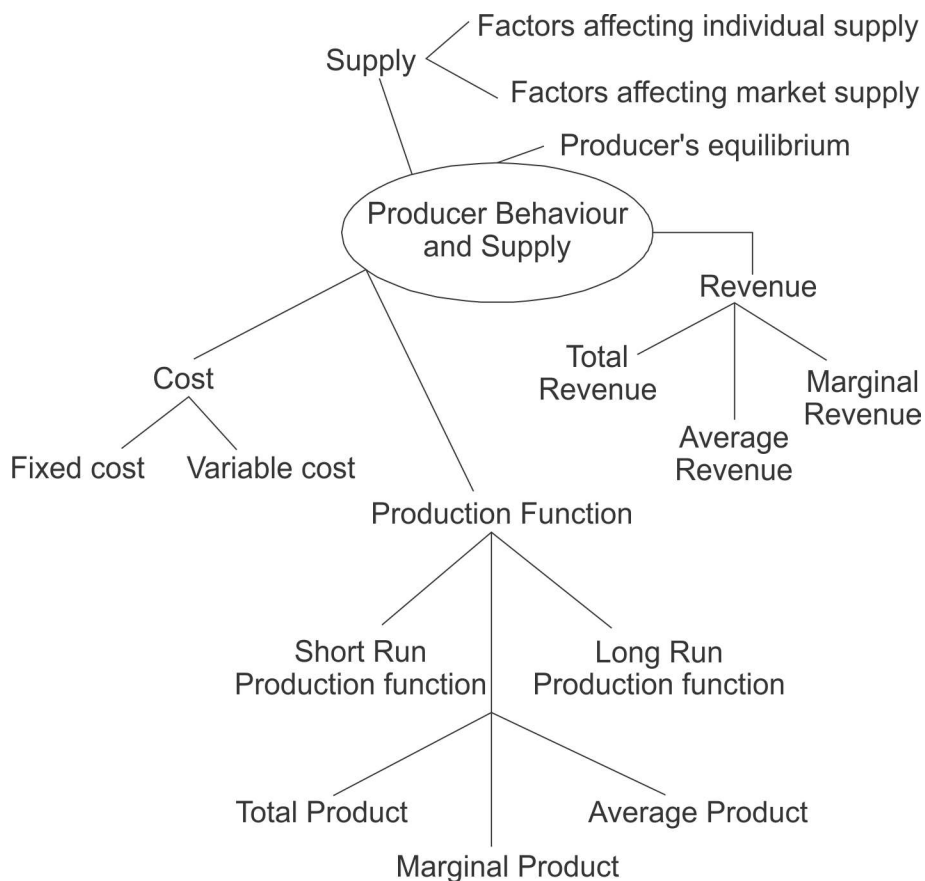 Factors affecting individual supply
Supply
Factors affecting market supply
Producer's equilibrium
Producer Behaviour
and Supply
Revenue
Total
Revenue
Marginal
Revenue
Average
Revenue
Cost
Fixed cost
Variable cost
Production Function
Short Run
Production function
Long Run
Production function
Total Product
Average Product
Marginal Product